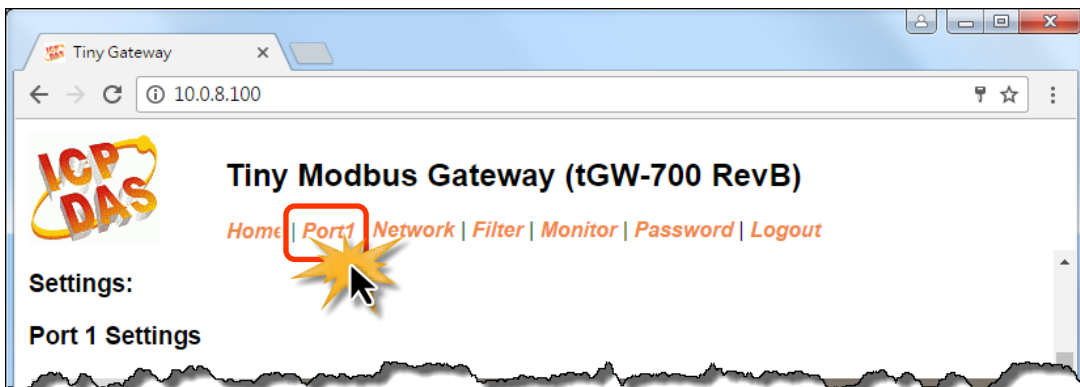 Tiny Gateway
10.0.8.100
ICP
DAS
Tiny Modbus Gateway (tGW-700 RevB)
Home | Port1 | Network | Filter | Monitor | Password | Logout
Settings:
Port 1 Settings